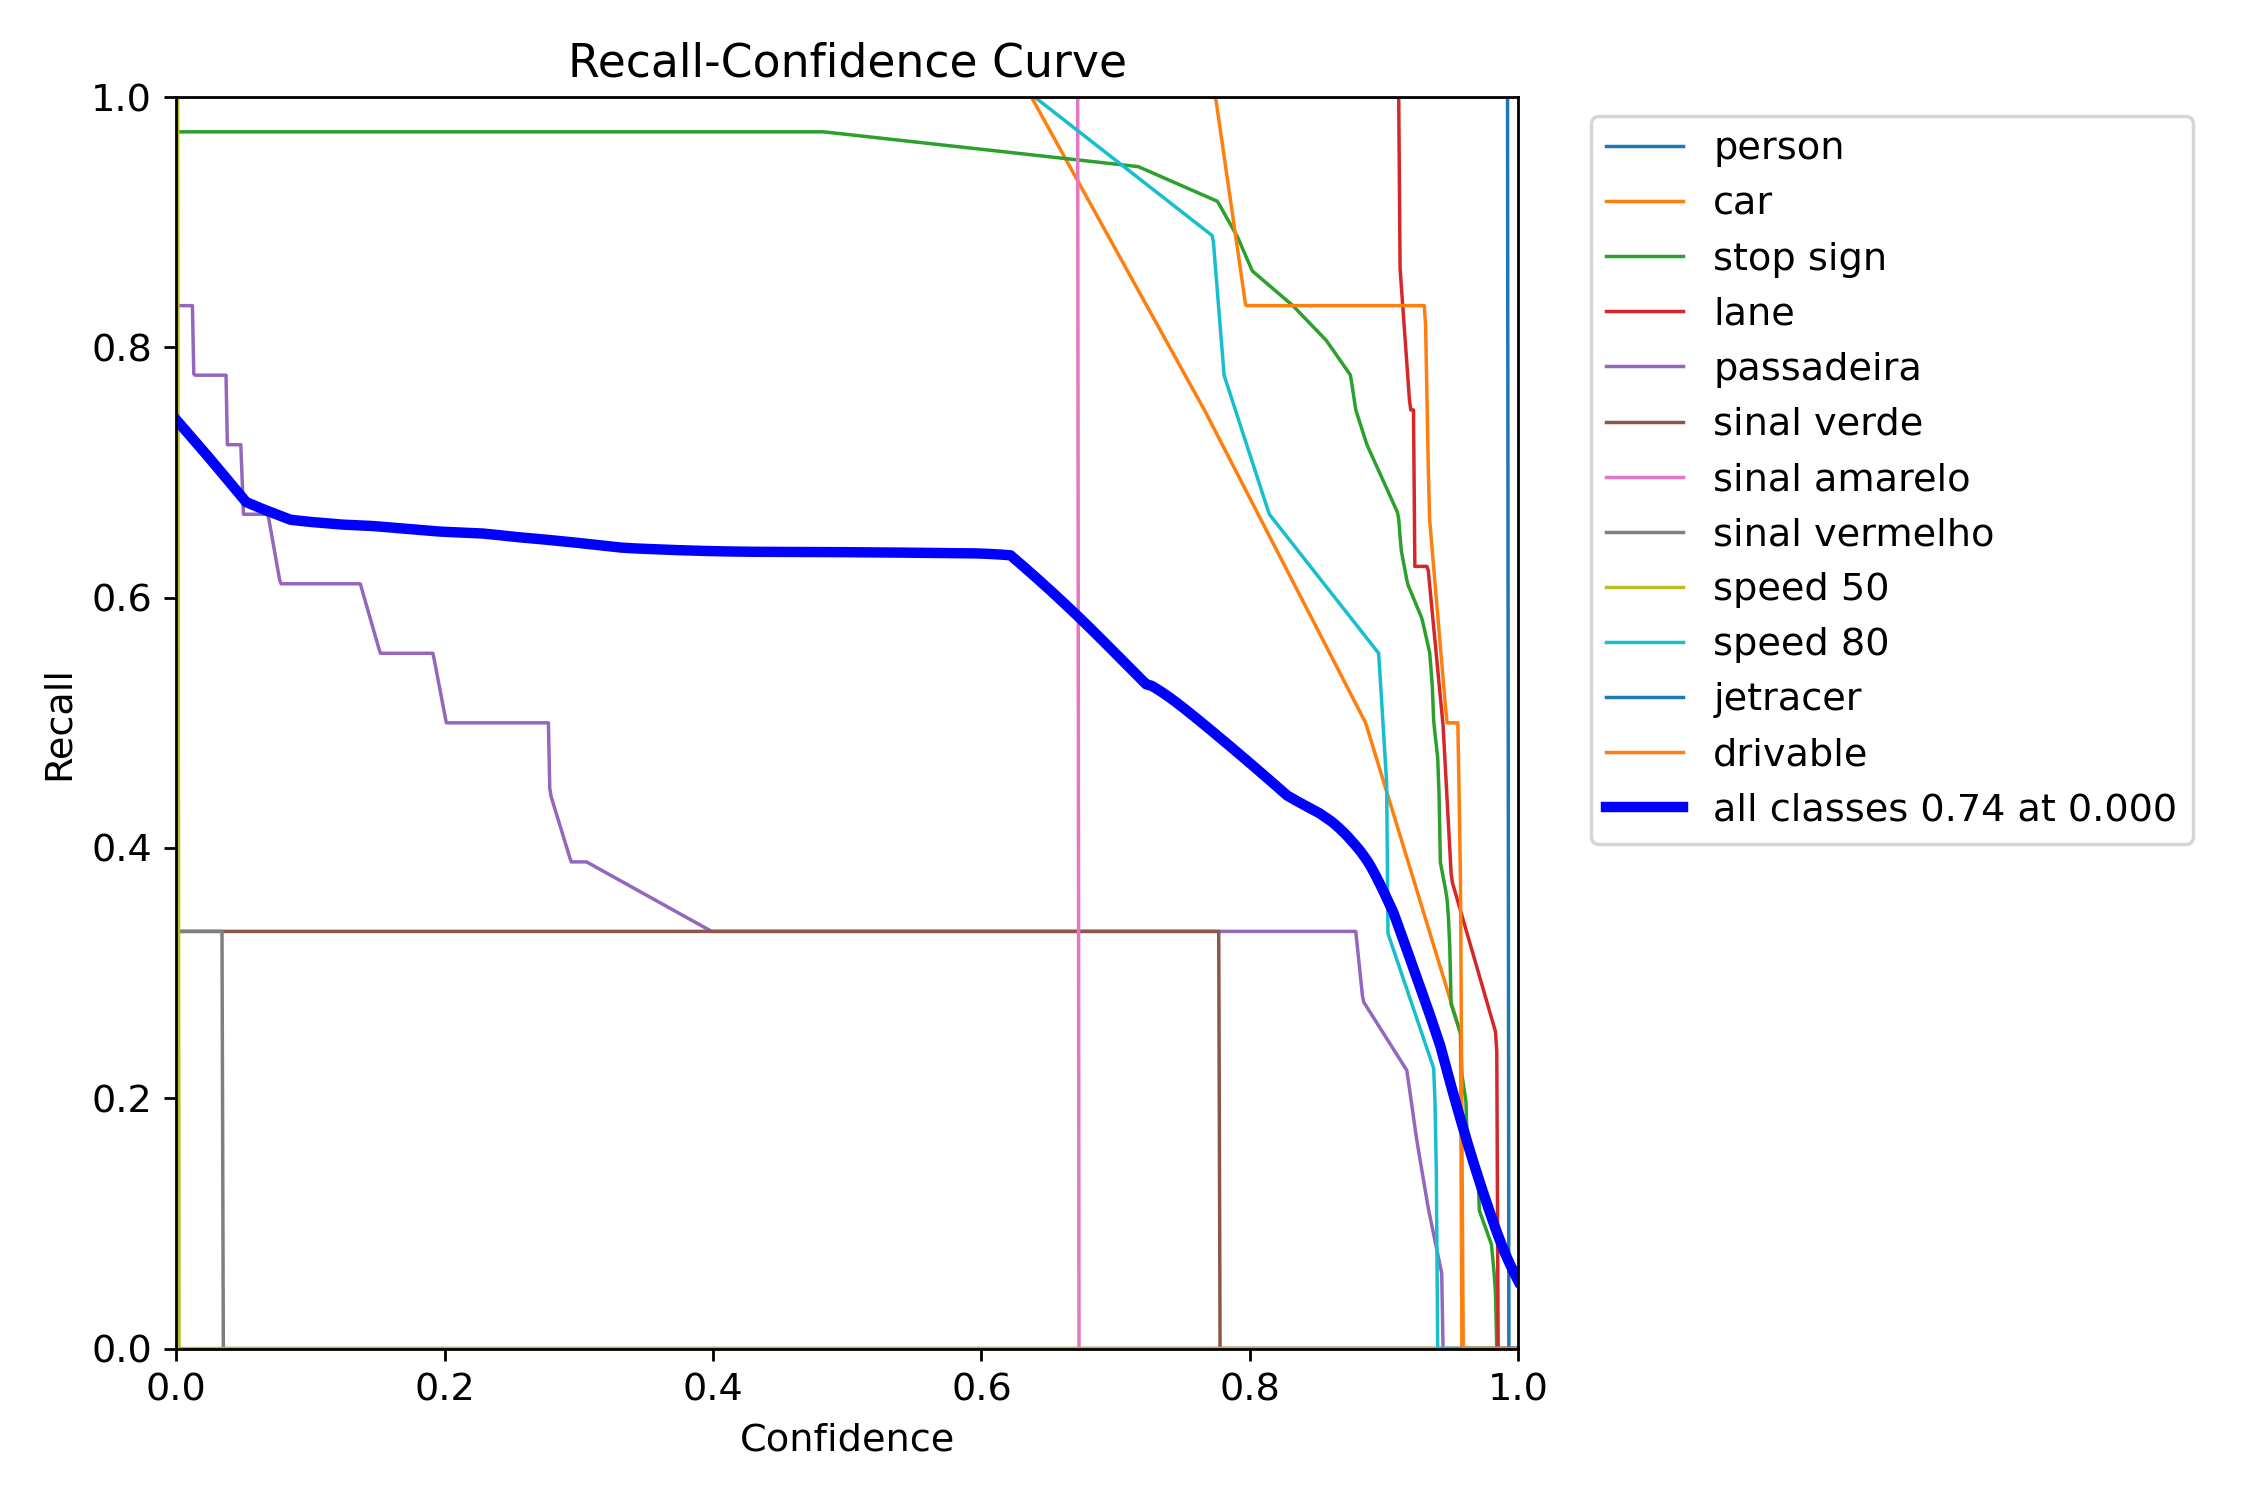 Recall-Confidence Curve
1.0
0.8
0.6
0.4
0.2
0.0
Recall
0.0 0.2 0.4 0.6 0.8 1.0
Confidence
person
car
stop sign
lane
passadeira
sinal verde
sinal amarelo
sinal vermelho
speed 50
speed 80
jetracer
drivable
all classes 0.74 at 0.000